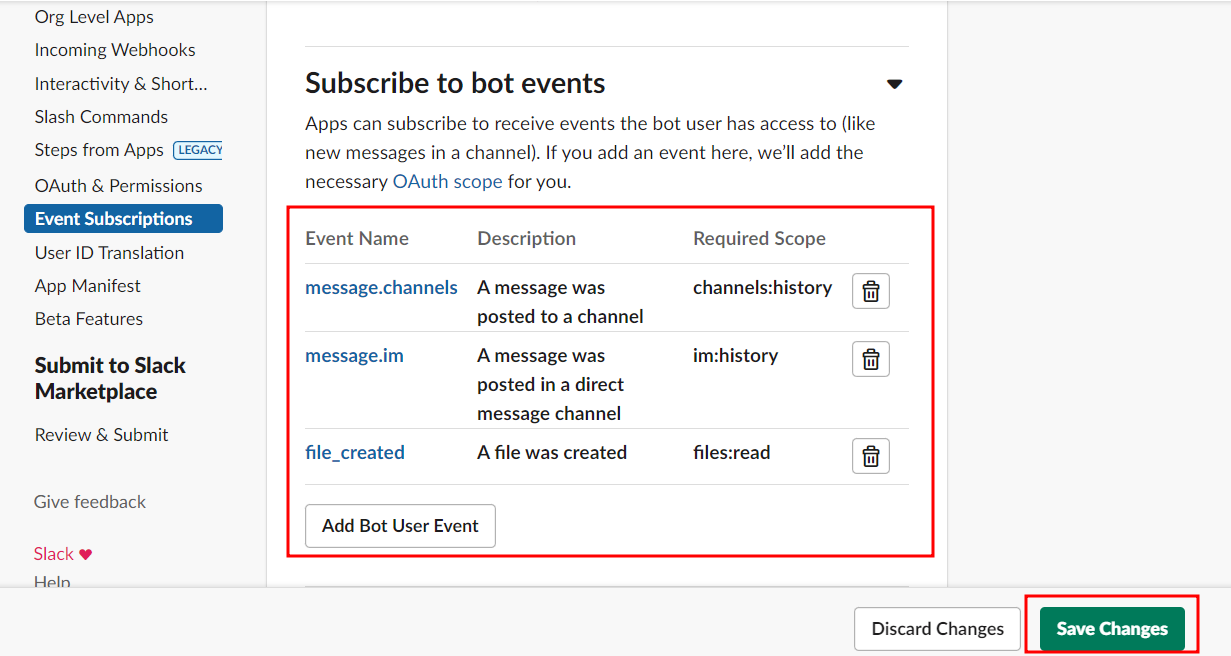 Org Level Apps
Incoming Webhooks
Interactivity & Short...
Slash Commands
Steps from Apps LEGACY
OAuth & Permissions
Event Subscriptions
User ID Translation
App Manifest
Beta Features
Submit to Slack
Marketplace
Review & Submit
Give feedback
Slack
Help
Subscribe to bot events
Apps can subscribe to receive events the bot user has access to (like
new messages in a channel). If you add an event here, we’ll add the
necessary OAuth scope for you.
Event Name Description Required Scope
message.channels A message was channels:history
posted to a channel
message.im A message was im:history
posted in a direct
message channel
file_created A file was created files:read
Add Bot User Event
Discard Changes Save Changes